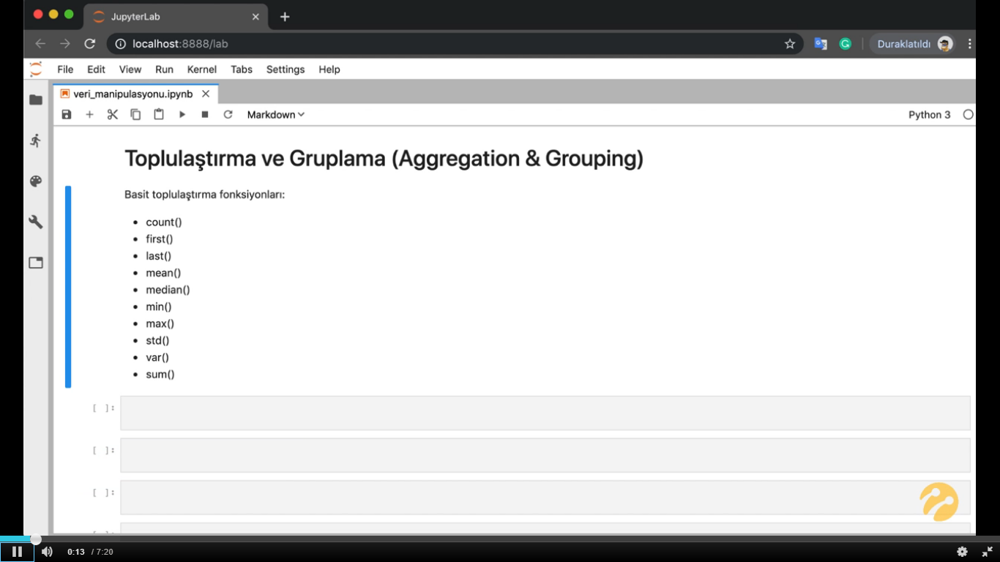 JupyterLab
localhost:8888/lab
Duraklatıldı
File Edit View Run Kernel Tabs Settings Help
veri_manipulasyonu.ipynb
Markdown
Python 3
Toplulaştırma ve Gruplama (Aggregation & Grouping)
Basit toplulaştırma fonksiyonları:
• count()
• first()
• last()
• mean()
• median()
• min()
• max()
• std()
• var()
• sum()
[ ]:
[ ]:
[ ]:
[ ]:
0:13 / 7:20